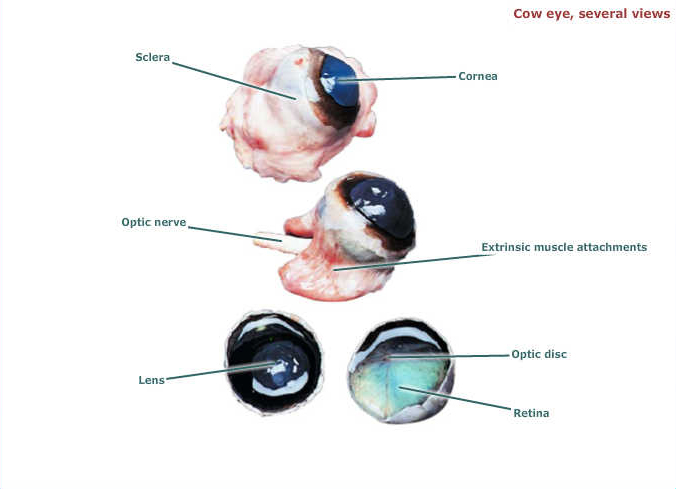 Cow eye, several views
Sclera
Cornea
Optic nerve
Extrinsic muscle attachments
Optic disc
Lens
Retina